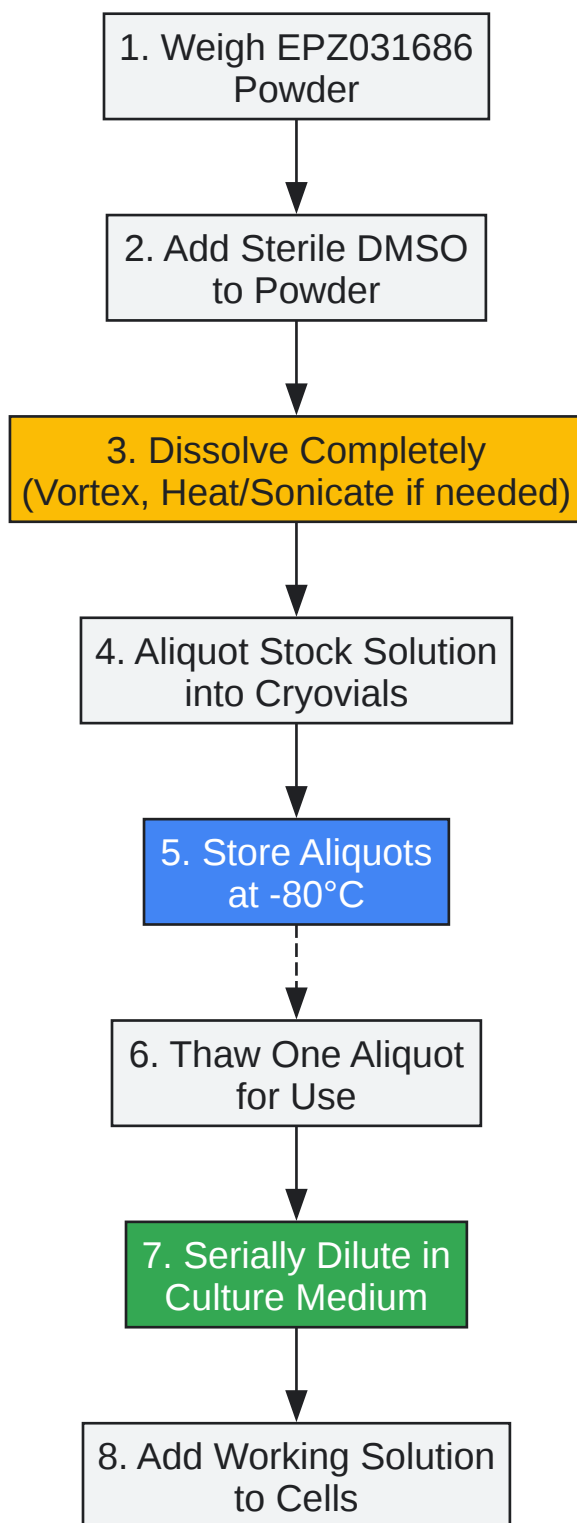 1. Weigh EPZ031686
Powder
2. Add Sterile DMSO
to Powder
3. Dissolve Completely
(Vortex, Heat/Sonicate if needed)
4. Aliquot Stock Solution
into Cryovials
5. Store Aliquots
at -80°C
6. Thaw One Aliquot
for Use
7. Serially Dilute in
Culture Medium
8. Add Working Solution
to Cells